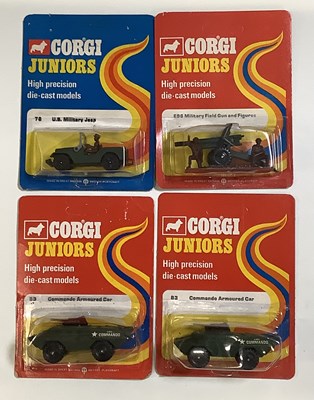 CORGI
JUNIORS
High precision
die-cast models
76 U.S. Military Jeep
CORGI
JUNIORS
High precision
die-cast models
Military Field Gun and Figures
CORGI
JUNIORS
High precision
die-cast models
Commando Armoured Car
COMMANDO
CORGI
JUNIORS
High precision
die-cast models
Commando Armoured Car
COMMANDO